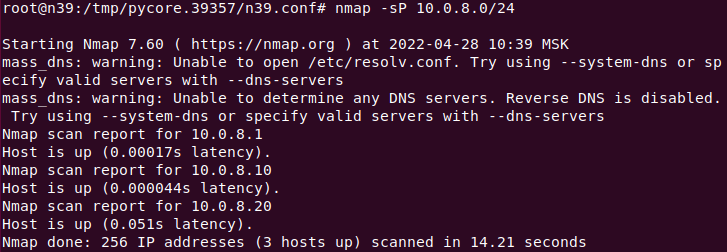 root@n39:/tmp/pycore.39357/n39.conf# nmap -sP 10.0.8.0/24
Starting Nmap 7.60 ( https://nmap.org ) at 2022-04-28 10:39 MSK
mass_dns: warning: Unable to open /etc/resolv.conf. Try using --system-dns or sp
ecify valid servers with --dns-servers
mass_dns: warning: Unable to determine any DNS servers. Reverse DNS is disabled.
 Try using --system-dns or specify valid servers with --dns-servers
Nmap scan report for 10.0.8.1
Host is up (0.00017s latency).
Nmap scan report for 10.0.8.10
Host is up (0.000044s latency).
Nmap scan report for 10.0.8.20
Host is up (0.051s latency).
Nmap done: 256 IP addresses (3 hosts up) scanned in 14.21 seconds